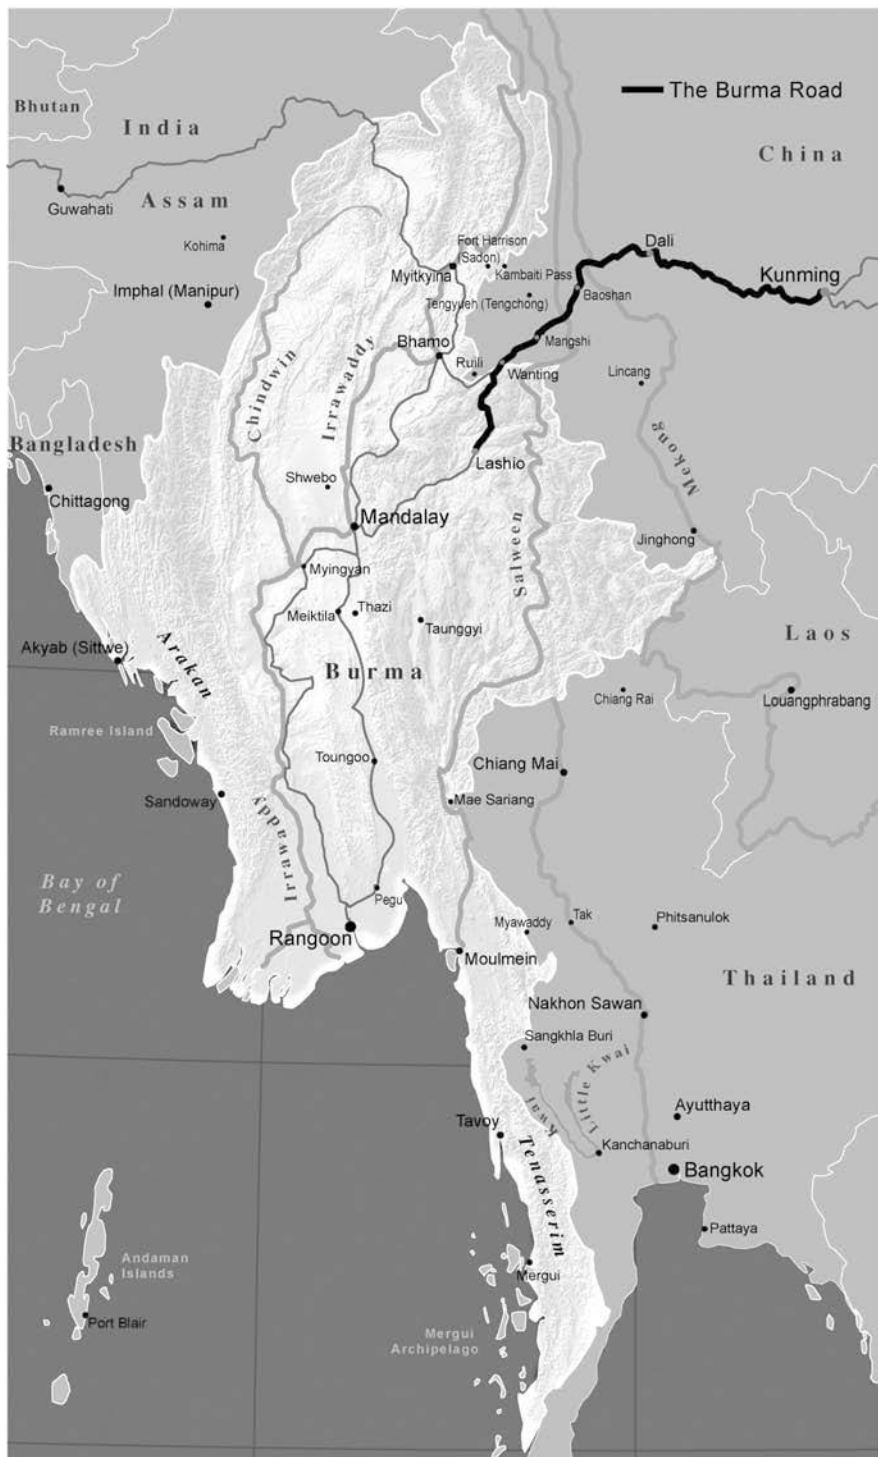 The Burma Road
Bhutan
India
China
Assam
Guwahati
Kohima
Dali
Fort Harrison
(Sadon)
Kunming
Myitkyina
Kambaiti Pass
Imphal (Manipur)
Tengyueh (Tengchong)
Baoshan
Bhamo
Mangshi
Ruili
Wanting
Lincang
Chindwin
Irrawaddy
Bangladesh
Mekong
Lashio
Shwebo
Chittagong
Mandalay
Salween
Jinghong
Myingyan
Meiktila
Thazi
Taunggyi
Akyab (Sittwe)
Arakan
Laos
Burma
Chiang Rai
Louangphrabang
Ramree Island
Toungoo
Chiang Mai
Sandoway
Mae Sariang
Irrawaddy
Bay of
Bengal
Pegu
Rangoon
Myawaddy
Tak
Phitsanulok
Moulmein
Thailand
Nakhon Sawan
Sangkhla Buri
Kwai
Little Kwai
Ayutthaya
Tavoy
Kanchanaburi
Bangkok
Tenasserim
Pattaya
Andaman
Islands
Mergui
Port Blair
Mergui
Archipelago